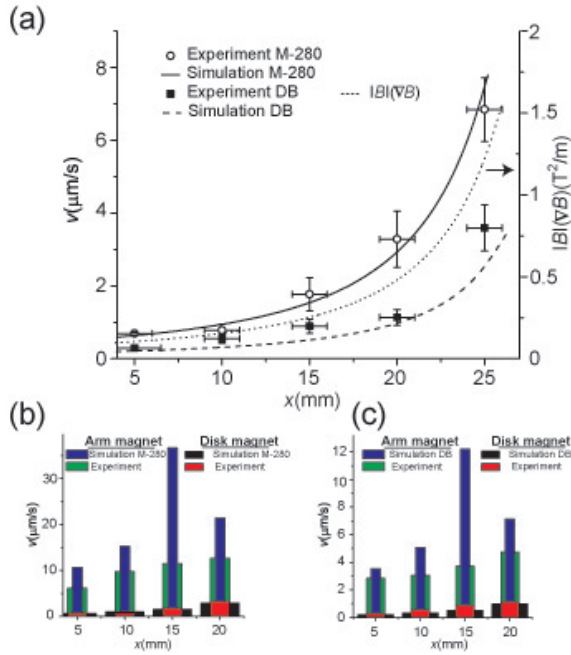 (a)
Experiment M-280
Simulation M-280
Experiment DB
Simulation DB
|B|(∇B)
8
6
4
2
0
v(μm/s)
2
1.5
1
0.5
0
|B|(∇B)(T²/m)
5 10 15 20 25
x(mm)
(b)
Arm magnet Disk magnet
Simulation M-280 Simulation M-280
Experiment Experiment
30
20
10
0
v(μm/s)
5 10 15 20
x(mm)
(c)
Arm magnet Disk magnet
Simulation DB Simulation DB
Experiment Experiment
12
10
8
6
4
2
0
v(μm/s)
5 10 15 20
x(mm)